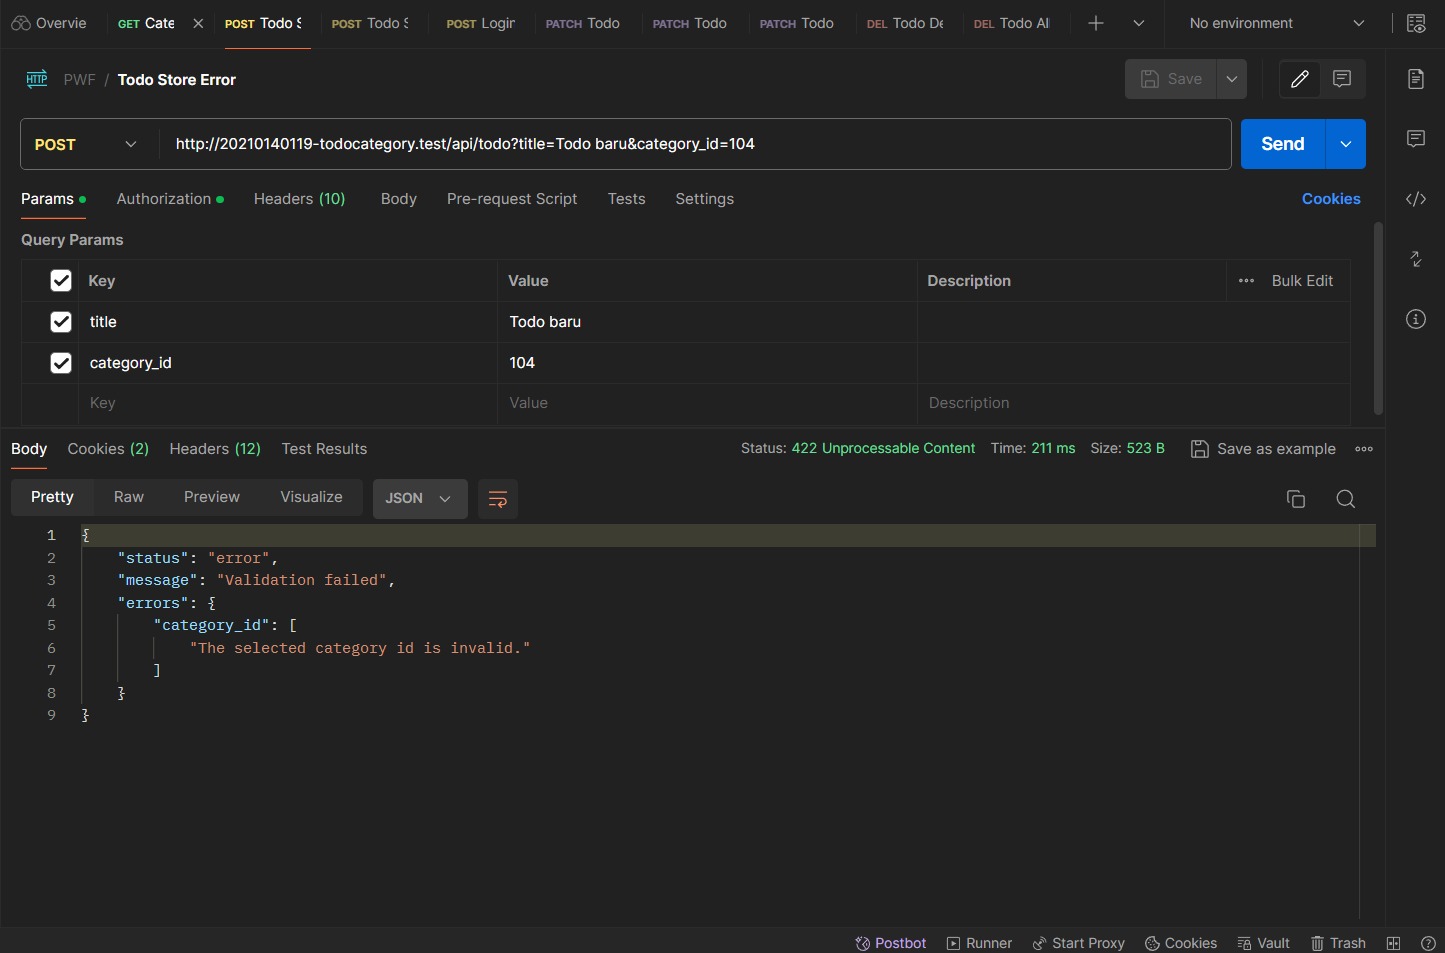 Overvie GET Cate POST Todo S POST Todo S POST Login PATCH Todo PATCH Todo PATCH Todo DEL Todo De DEL Todo Al No environment
HTTP PWF / Todo Store Error Save
POST http://20210140119-todocategory.test/api/todo?title=Todo baru&category_id=104 Send
Params Authorization Headers (10) Body Pre-request Script Tests Settings Cookies
Query Params
Key Value Description Bulk Edit
title Todo baru
category_id 104
Key Value Description
Body Cookies (2) Headers (12) Test Results Status: 422 Unprocessable Content Time: 211 ms Size: 523 B Save as example
Pretty Raw Preview Visualize JSON
1 {
2 "status": "error",
3 "message": "Validation failed",
4 "errors": {
5 "category_id": [
6 "The selected category id is invalid."
7 ]
8 }
9 }
Postbot Runner Start Proxy Cookies Vault Trash